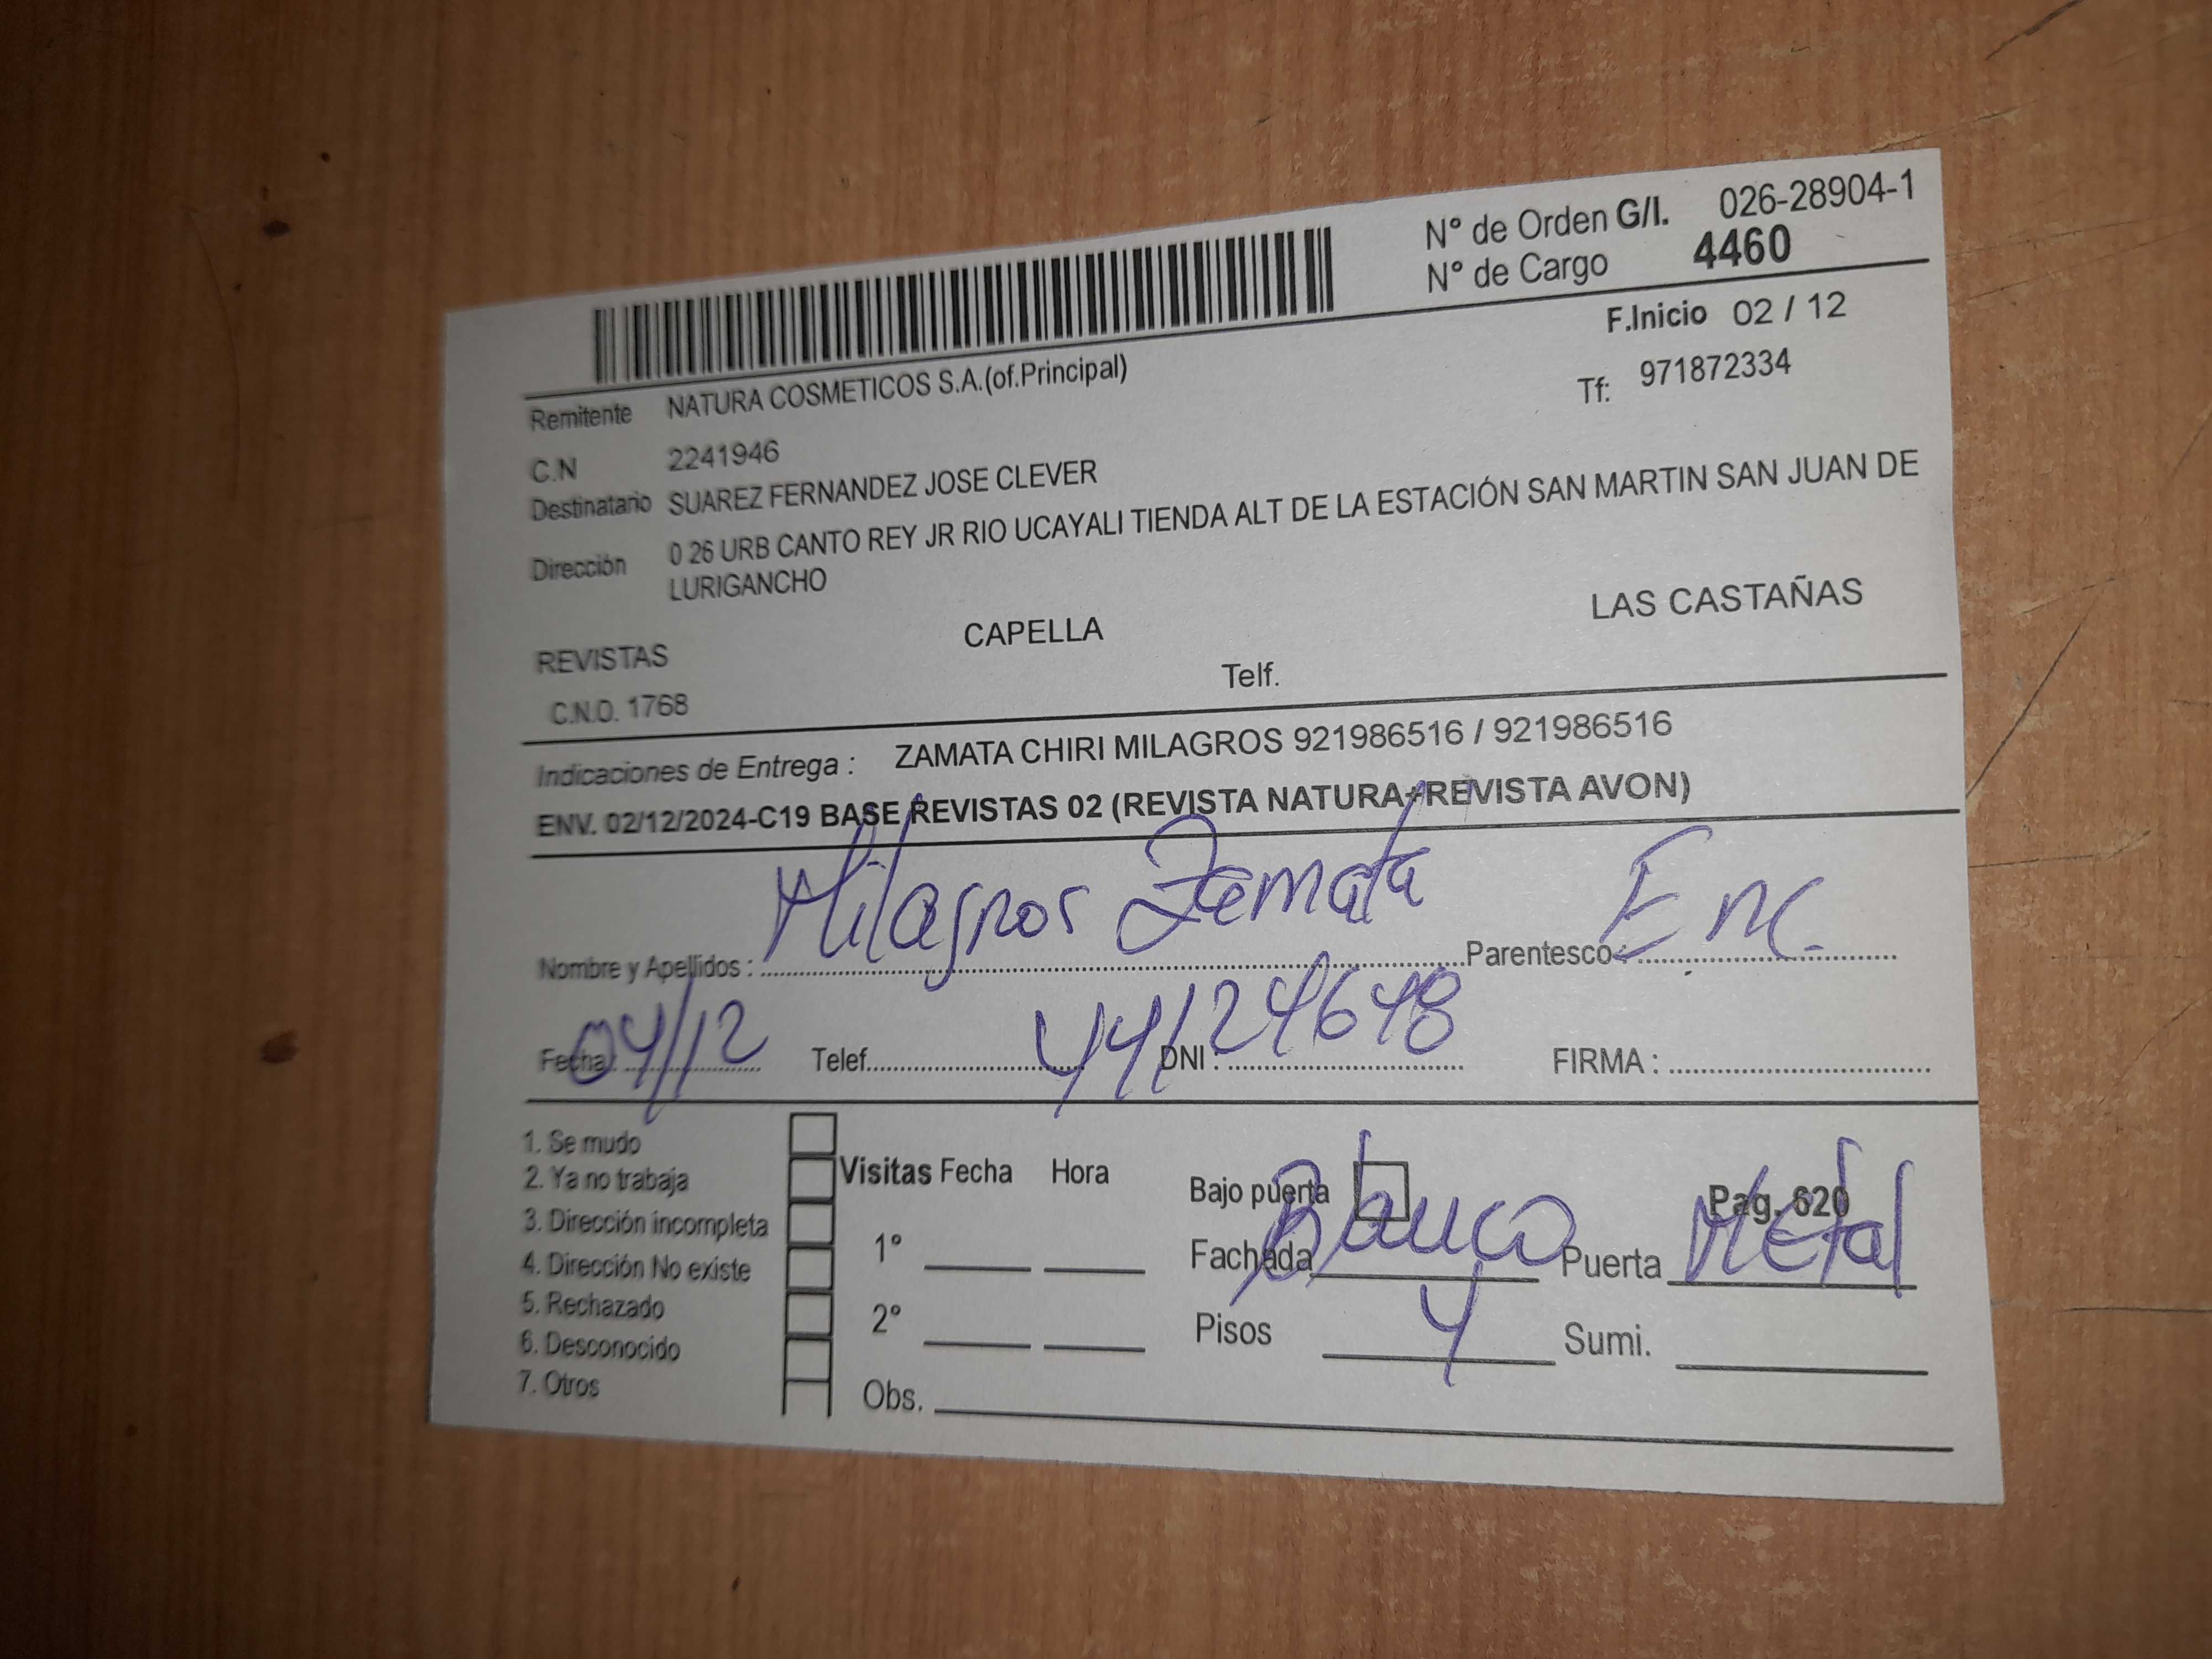 N° de Orden G/I. 026-28904-1
N° de Cargo 4460
F.Inicio 02 / 12
Remitente NATURA COSMETICOS S.A.(of.Principal)
Tf: 971872334
C.N 2241946
Destinatario SUAREZ FERNANDEZ JOSE CLEVER
Dirección 0 26 URB CANTO REY JR RIO UCAYALI TIENDA ALT DE LA ESTACIÓN SAN MARTIN SAN JUAN DE
LURIGANCHO
REVISTAS CAPELLA LAS CASTAÑAS
C.N.O. 1768 Telf.
Indicaciones de Entrega : ZAMATA CHIRI MILAGROS 921986516 / 921986516
ENV. 02/12/2024-C19 BASE REVISTAS 02 (REVISTA NATURA+REVISTA AVON)
Nombre y Apellidos : Milagros Zamata Parentesco : Enc.
Fecha: 04/12 Telef. DNI : 44124648 FIRMA :
1. Se mudo
2. Ya no trabaja
3. Dirección incompleta
4. Dirección No existe
5. Rechazado
6. Desconocido
7. Otros
Visitas Fecha Hora
1°
2°
Obs.
Bajo puerta Pag. 620
Fachada Blanco Puerta Metal
Pisos 4 Sumi.